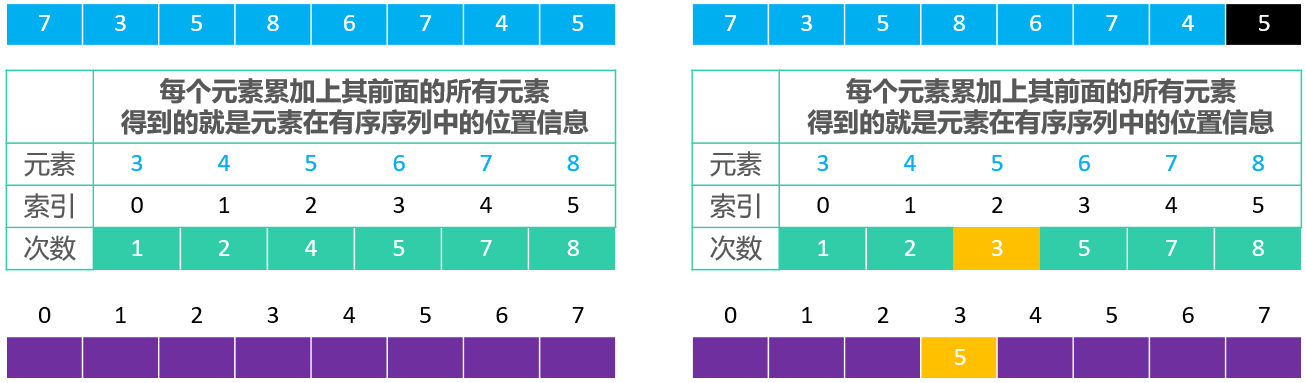 7 3 5 8 6 7 4 5
每个元素累加上其前面的所有元素
得到的就是元素在有序序列中的位置信息
元素 3 4 5 6 7 8
索引 0 1 2 3 4 5
次数 1 2 4 5 7 8
0 1 2 3 4 5 6 7
7 3 5 8 6 7 4 5
每个元素累加上其前面的所有元素
得到的就是元素在有序序列中的位置信息
元素 3 4 5 6 7 8
索引 0 1 2 3 4 5
次数 1 2 3 5 7 8
0 1 2 3 4 5 6 7
5